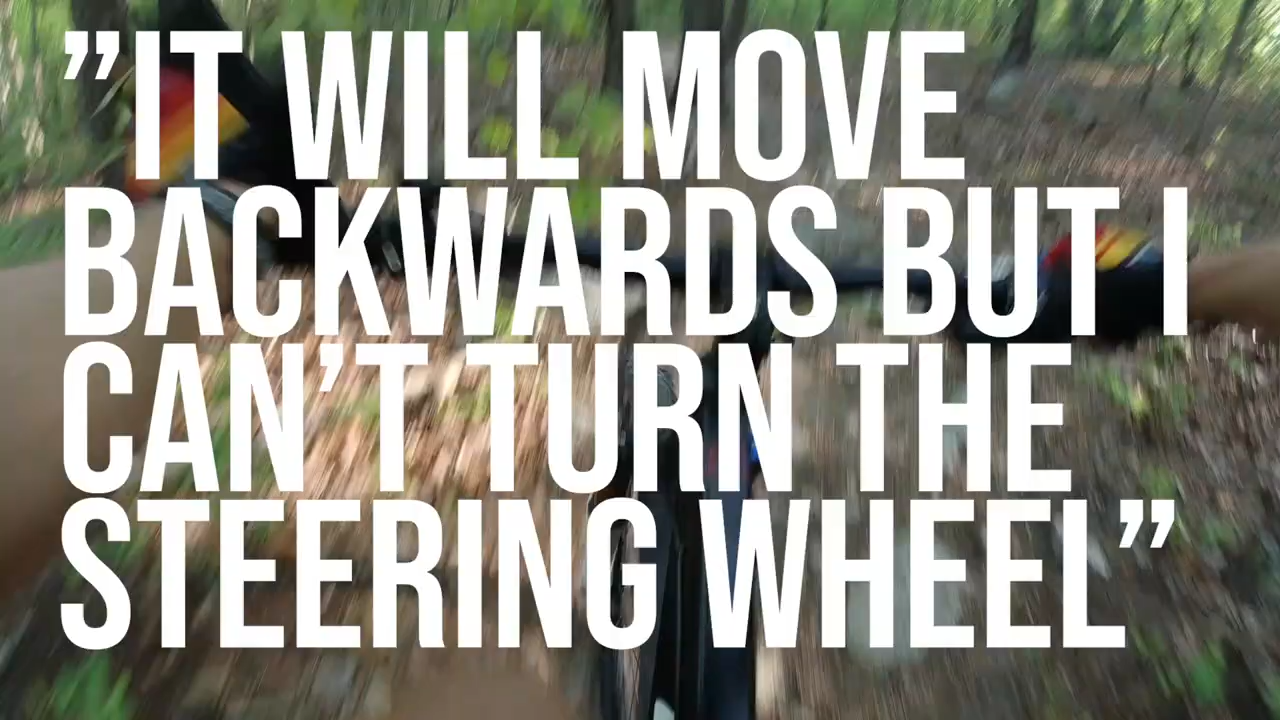 ”IT WILL MOVE
BACKWARDS BUT I
CAN’T TURN THE
STEERING WHEEL”